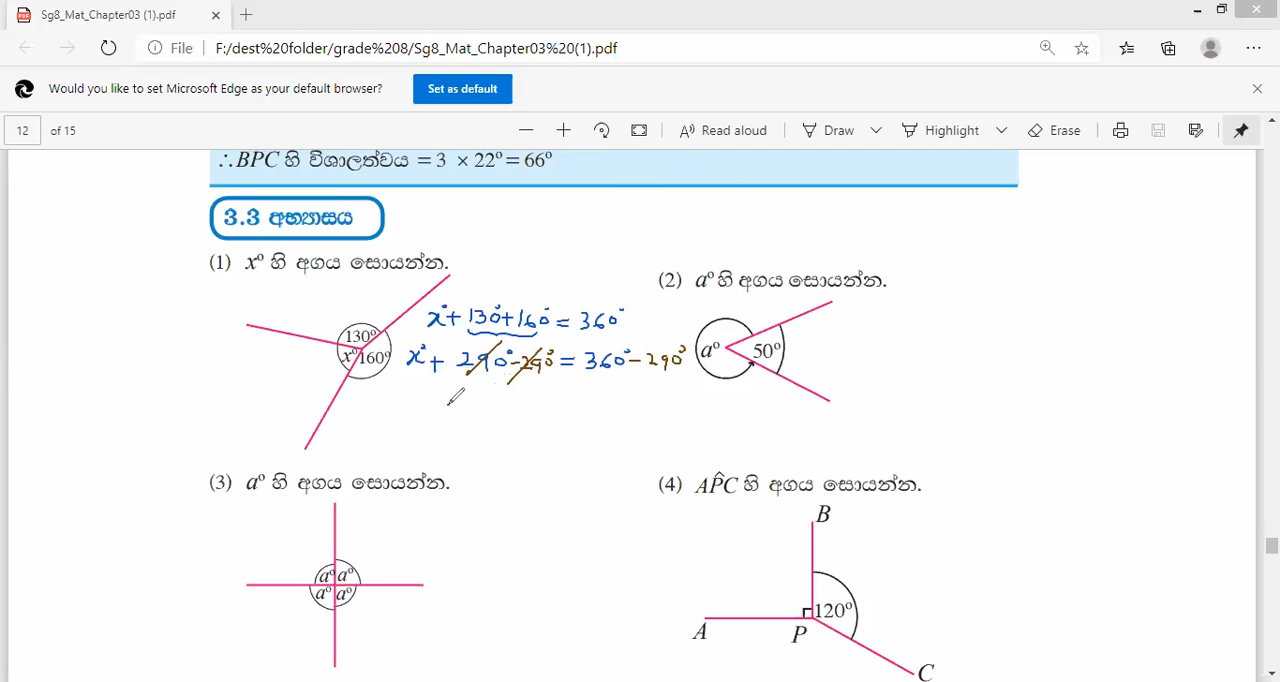 Sg8_Mat_Chapter03 (1).pdf
File F:/dest%20folder/grade%208/Sg8_Mat_Chapter03%20(1).pdf
Would you like to set Microsoft Edge as your default browser? Set as default
12 of 15 Read aloud Draw Highlight Erase
∴BPC හි විශාලත්වය = 3 × 22° = 66°
3.3 අභ්‍යාසය
(1) x° හි අගය සොයන්න.
130°
x° 160°
x° + 130° + 160° = 360°
x° + 290° - 290° = 360° - 290°
(2) a° හි අගය සොයන්න.
a° 50°
(3) a° හි අගය සොයන්න.
a° a°
a° a°
(4) AP̂C හි අගය සොයන්න.
B
120°
A P
C